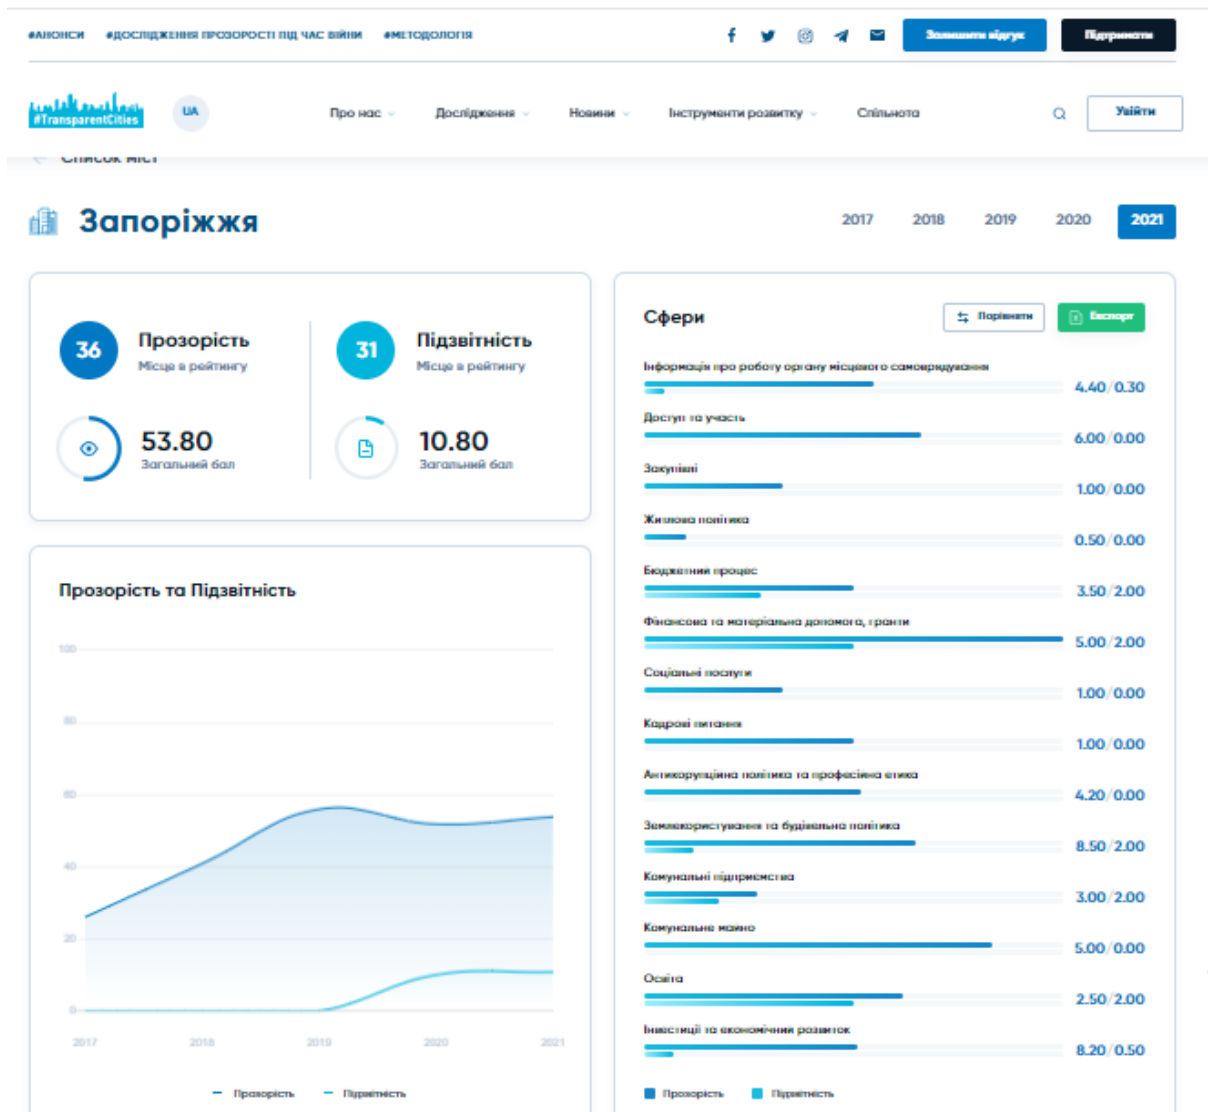 #АНОНСИ #ДОСЛІДЖЕННЯ ПРОЗОРОСТІ ПІД ЧАС ВІЙНИ #МЕТОДОЛОГІЯ Залишити відгук Підтримати
#TransparentCities UA Про нас Дослідження Новини Інструменти розвитку Спільнота Увійти
Список міст
Запоріжжя 2017 2018 2019 2020 2021
36 Прозорість
Місце в рейтингу
31 Підзвітність
Місце в рейтингу
53.80
Загальний бал
10.80
Загальний бал
Прозорість та Підзвітність
100
80
60
40
20
0
2017 2018 2019 2020 2021
Прозорість Підзвітність
Сфери Порівняти Експорт
Інформація про роботу органу місцевого самоврядування
4.40/0.30
Доступ та участь
6.00/0.00
Закупівлі
1.00/0.00
Житлова політика
0.50/0.00
Бюджетний процес
3.50/2.00
Фінансова та матеріальна допомога, гранти
5.00/2.00
Соціальні послуги
1.00/0.00
Кадрові питання
1.00/0.00
Антикорупційна політика та професійна етика
4.20/0.00
Землекористування та будівельна політика
8.50/2.00
Комунальні підприємства
3.00/2.00
Комунальне майно
5.00/0.00
Освіта
2.50/2.00
Інвестиції та економічний розвиток
8.20/0.50
Прозорість Підзвітність